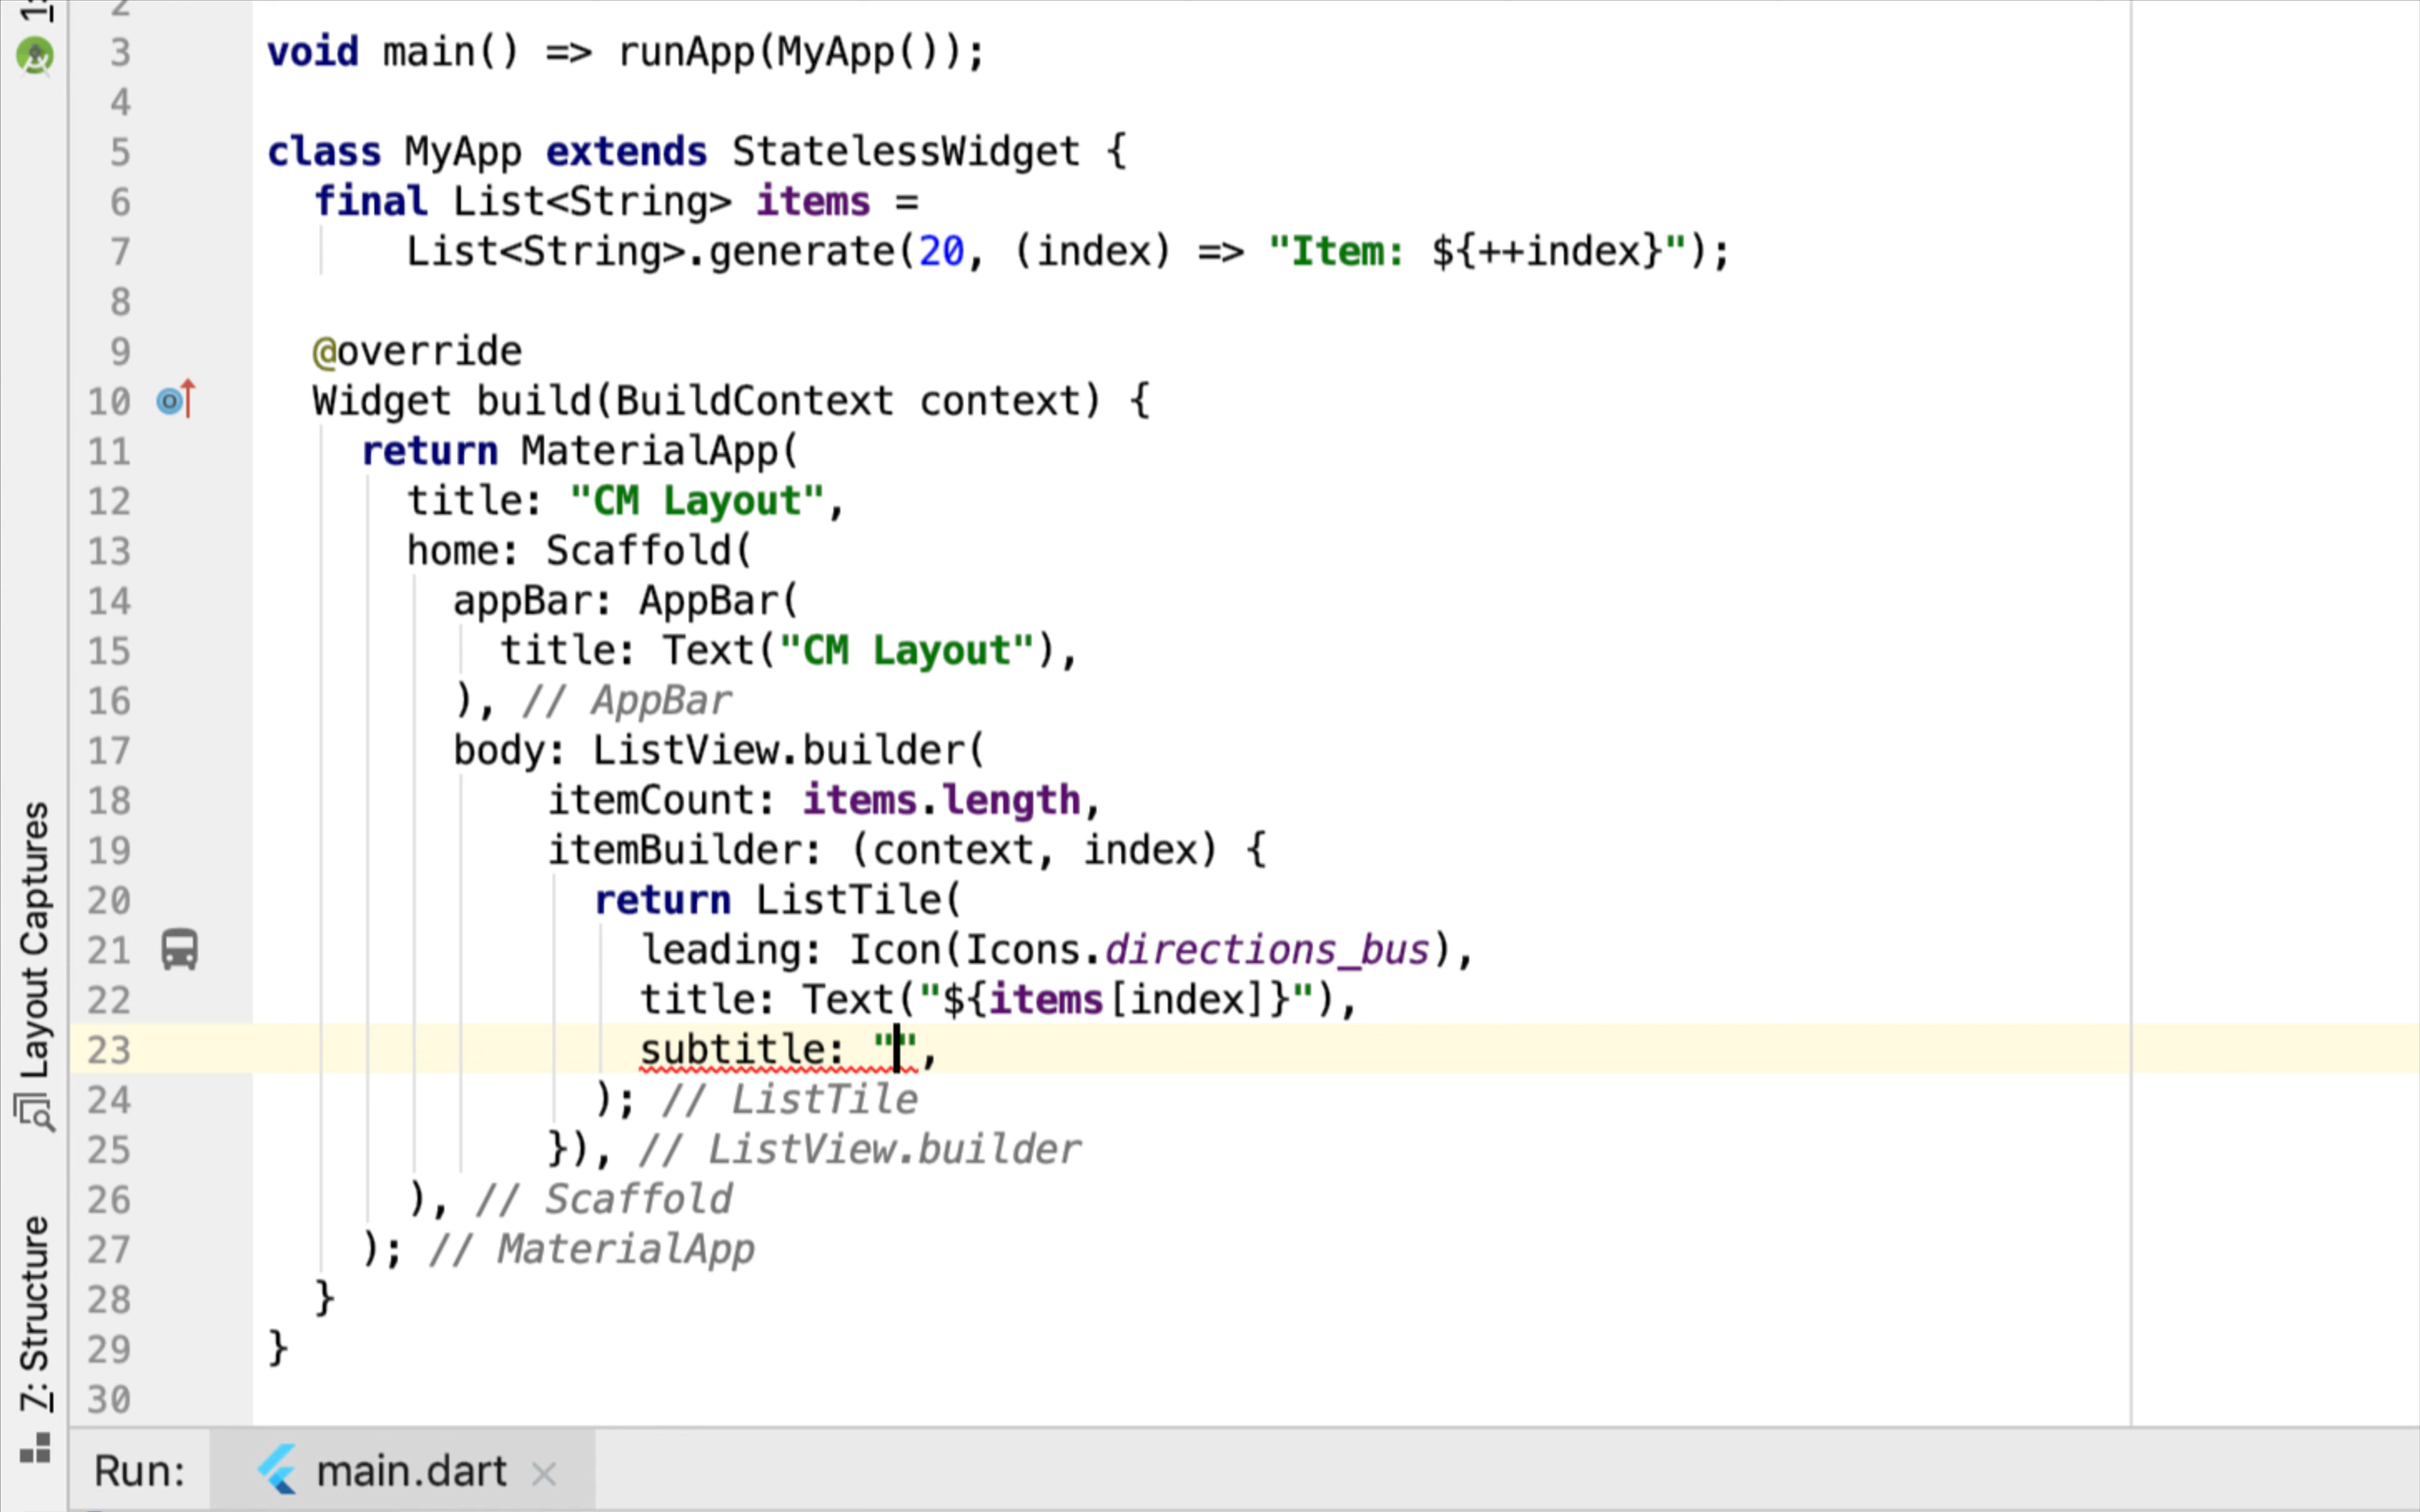 1:
2
3 void main() => runApp(MyApp());
4
5 class MyApp extends StatelessWidget {
6 final List<String> items =
7 List<String>.generate(20, (index) => "Item: ${++index}");
8
9 @override
10 Widget build(BuildContext context) {
11 return MaterialApp(
12 title: "CM Layout",
13 home: Scaffold(
14 appBar: AppBar(
15 title: Text("CM Layout"),
16 ), // AppBar
17 body: ListView.builder(
18 itemCount: items.length,
19 itemBuilder: (context, index) {
20 return ListTile(
21 leading: Icon(Icons.directions_bus),
22 title: Text("${items[index]}"),
23 subtitle: "",
24 ); // ListTile
25 }), // ListView.builder
26 ), // Scaffold
27 ); // MaterialApp
28 }
29 }
30
Layout Captures
7: Structure
Run: main.dart